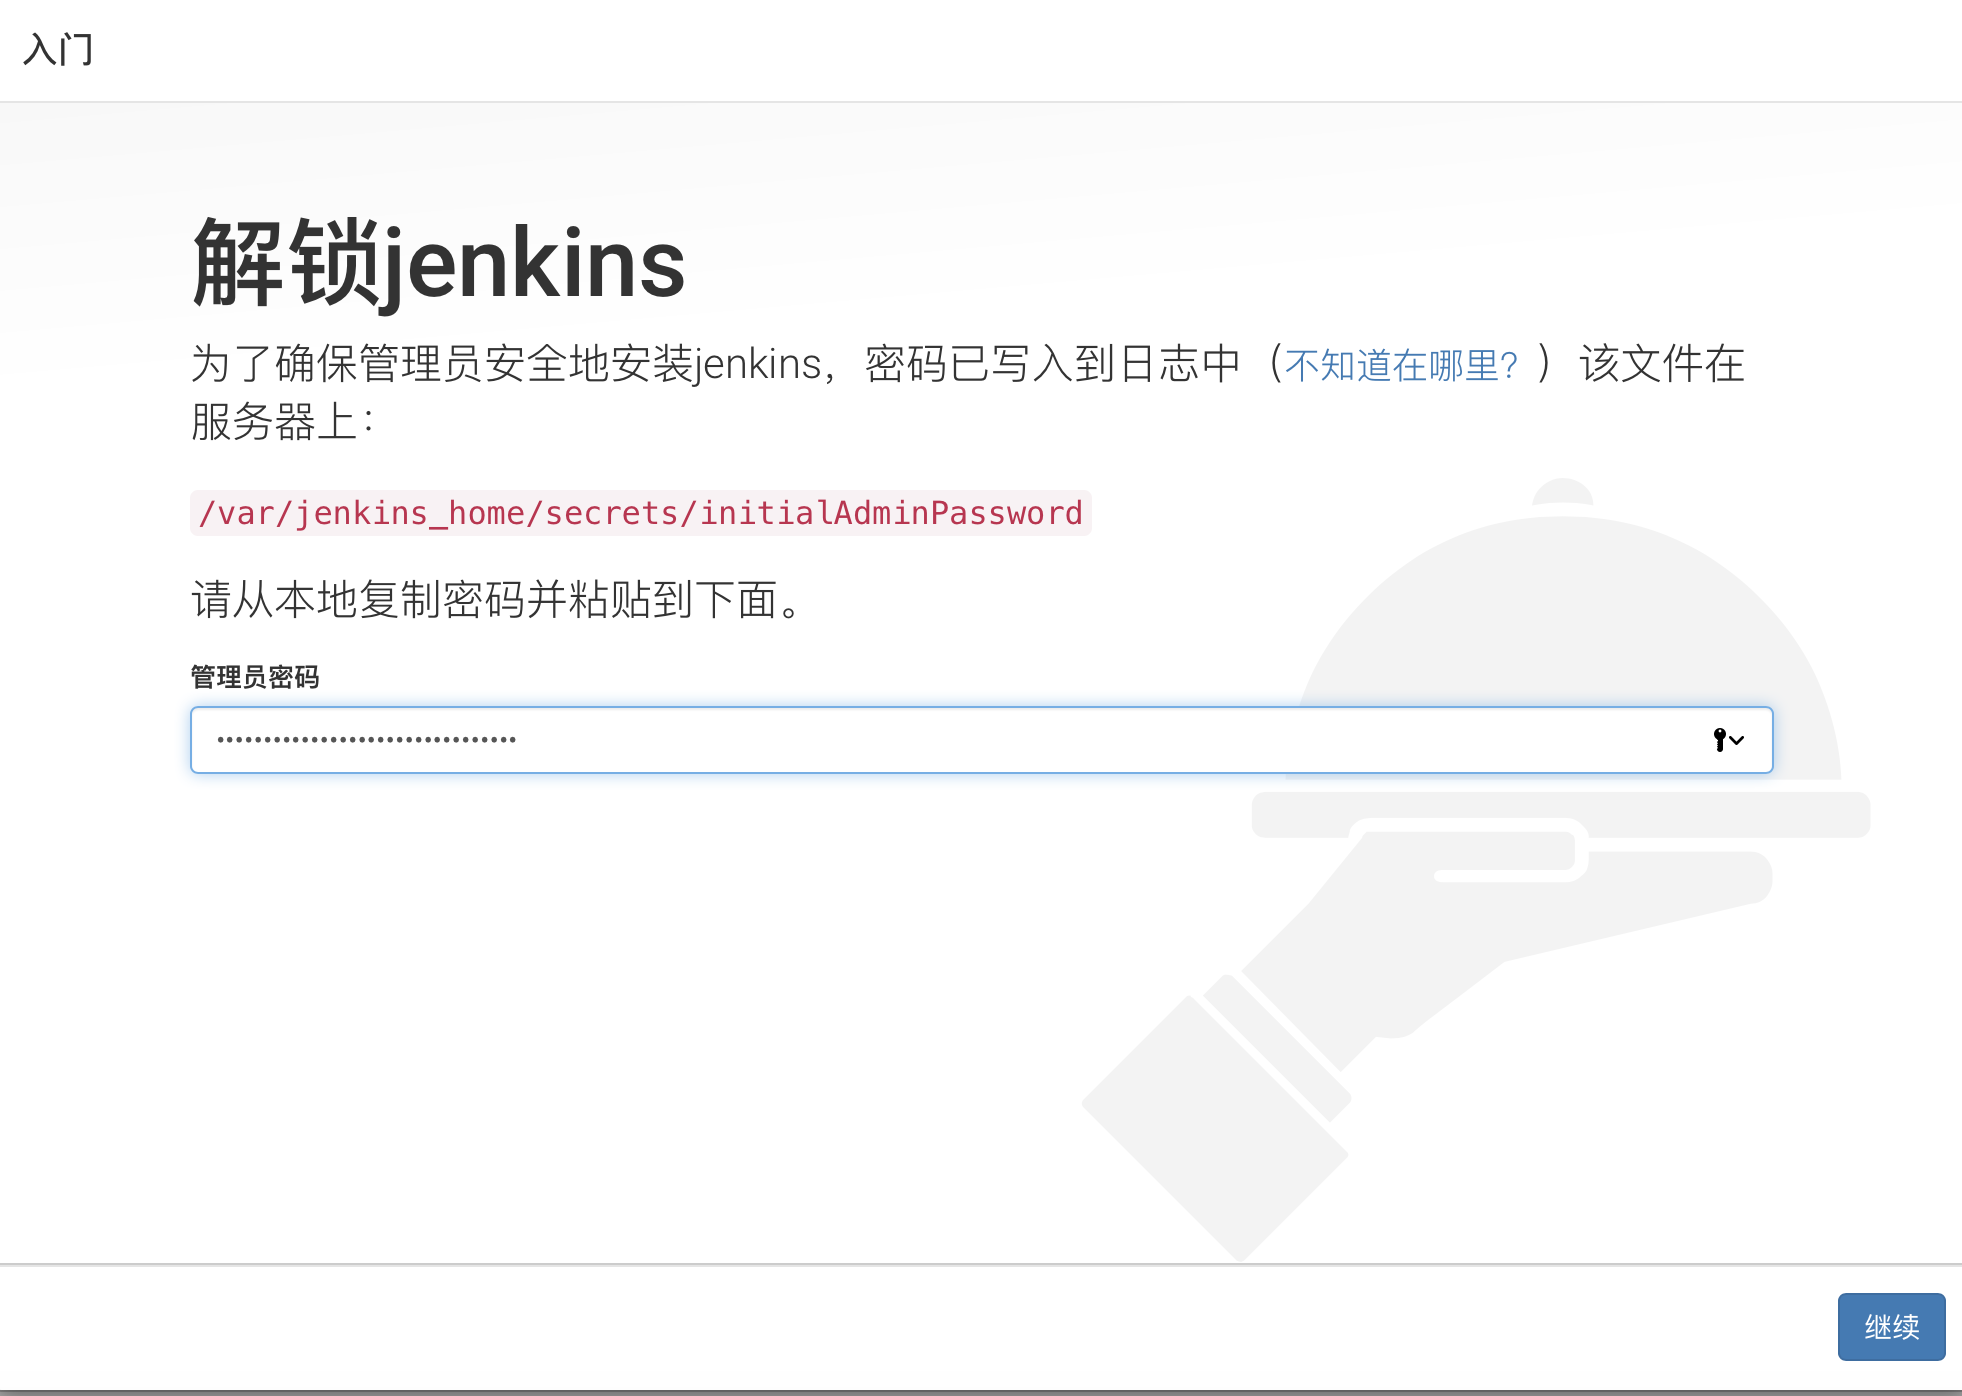 入门
解锁jenkins
为了确保管理员安全地安装jenkins，密码已写入到日志中（不知道在哪里？）该文件在
服务器上：
/var/jenkins_home/secrets/initialAdminPassword
请从本地复制密码并粘贴到下面。
管理员密码
••••••••••••••••••••••••••••••••
继续